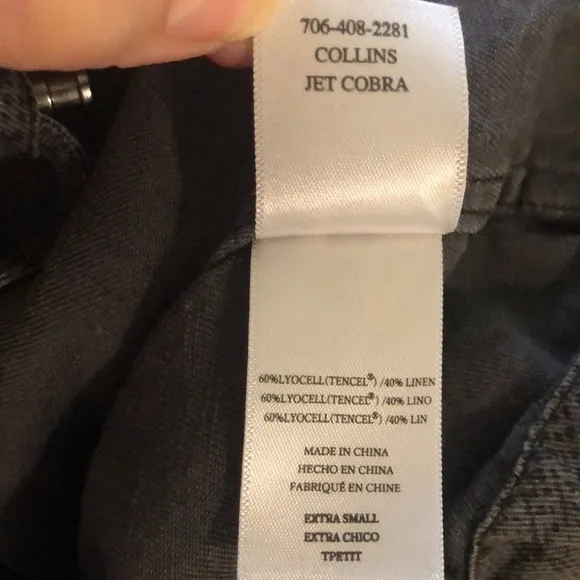 706-408-2281
COLLINS
JET COBRA
60%LYOCELL(TENCEL®) /40% LINEN
60%LYOCELL(TENCEL®) /40% LINO
60%LYOCELL(TENCEL®) /40% LIN
MADE IN CHINA
HECHO EN CHINA
FABRIQUÉ EN CHINE
EXTRA SMALL
EXTRA CHICO
TPETIT